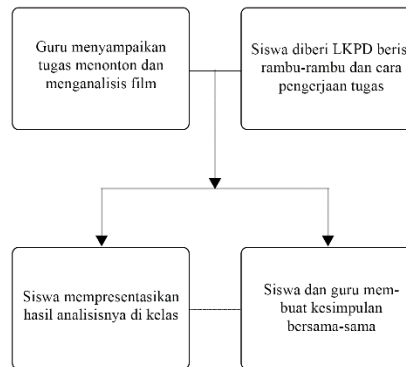 Guru menyampaikan
tugas menonton dan
menganalisis film
Siswa diberi LKPD beris
rambu-rambu dan cara
pengerjaan tugas
Siswa mempresentasikan
hasil analisisnya di kelas
Siswa dan guru mem-
buat kesimpulan
bersama-sama